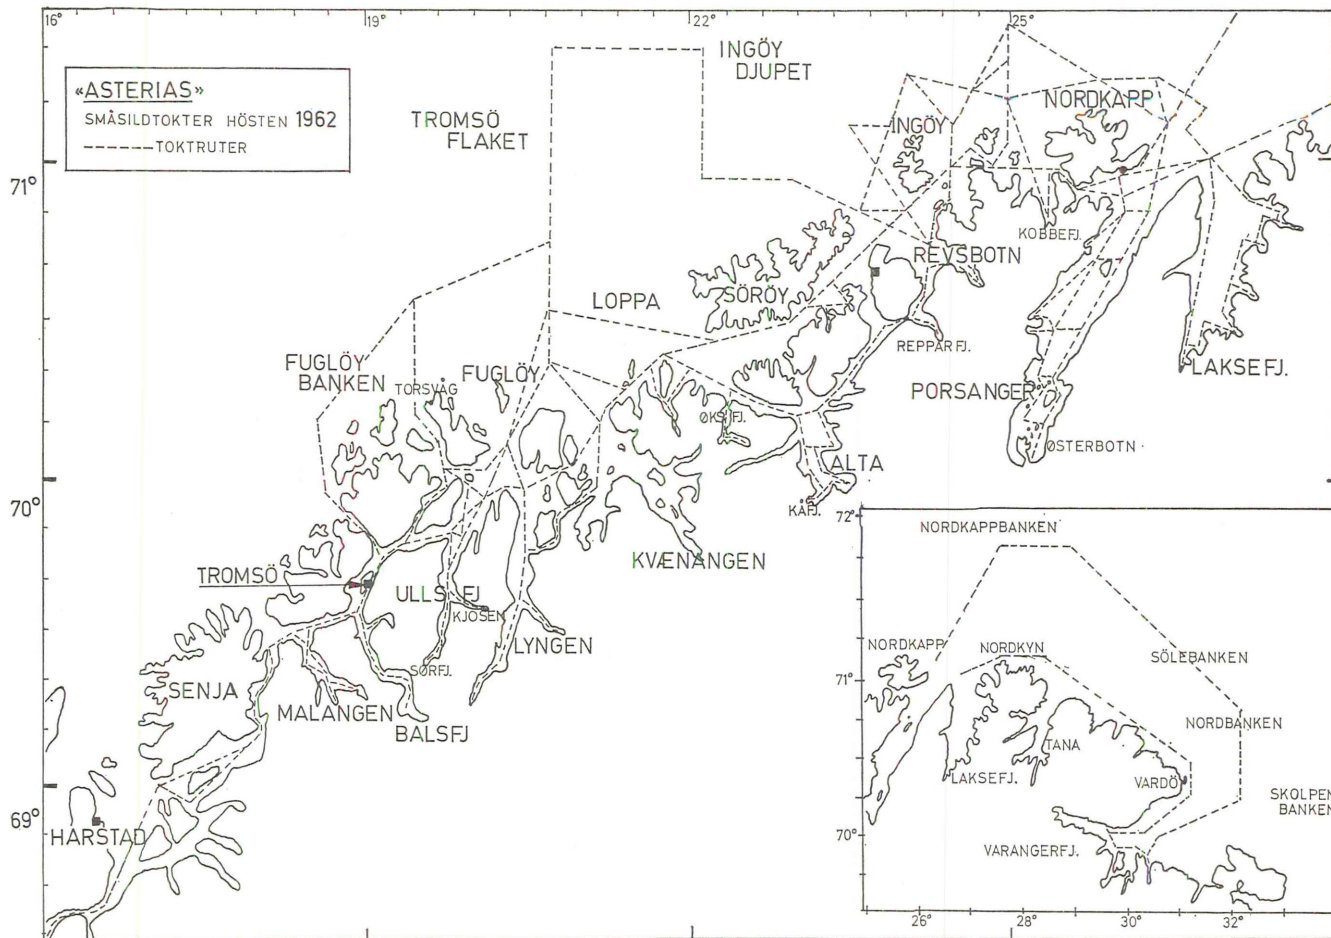 16°
19°
22°
25°
«ASTERIAS»
SMÅSILDTOKTER HÖSTEN 1962
TOKTRUTER
INGÖY
DJUPET
TROMSÖ
FLAKET
NORDKAPP
INGÖY
71°
KOBBEFJ.
REVSBOTN
SÖRÖY
LOPPA
REPPARFJ.
FUGLÖY
BANKEN
TORSVÅG
FUGLÖY
LAKSEFJ.
PORSANGER
ØKSFJ.
ØSTERBOTN
ALTA
70°
KÅFJ.
KVÆNANGEN
TROMSÖ
ULLSFJ
KJOSEN
LYNGEN
SØRFJ.
SENJA
MALANGEN
BALSFJ
69°
HARSTAD
72°
NORDKAPPBANKEN
NORDKAPP
NORDKYN
SÖLEBANKEN
71°
NORDBANKEN
TANA
LAKSEFJ.
VARDÖ
SKOLPEN
BANKEN
70°
VARANGERFJ.
26°
28°
30°
32°